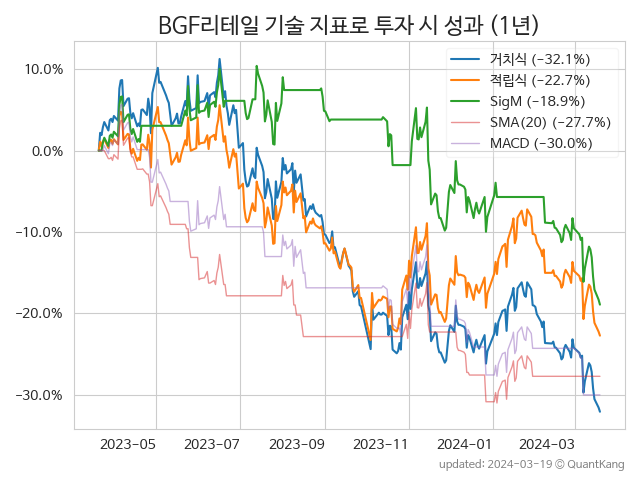 BGF리테일 기술 지표로 투자 시 성과 (1년)
거치식 (−32.1%)
적립식 (−22.7%)
SigM (−18.9%)
SMA(20) (−27.7%)
MACD (−30.0%)
10.0%
0.0%
−10.0%
−20.0%
−30.0%
2023-05 2023-07 2023-09 2023-11 2024-01 2024-03
updated: 2024-03-19 © QuantKang